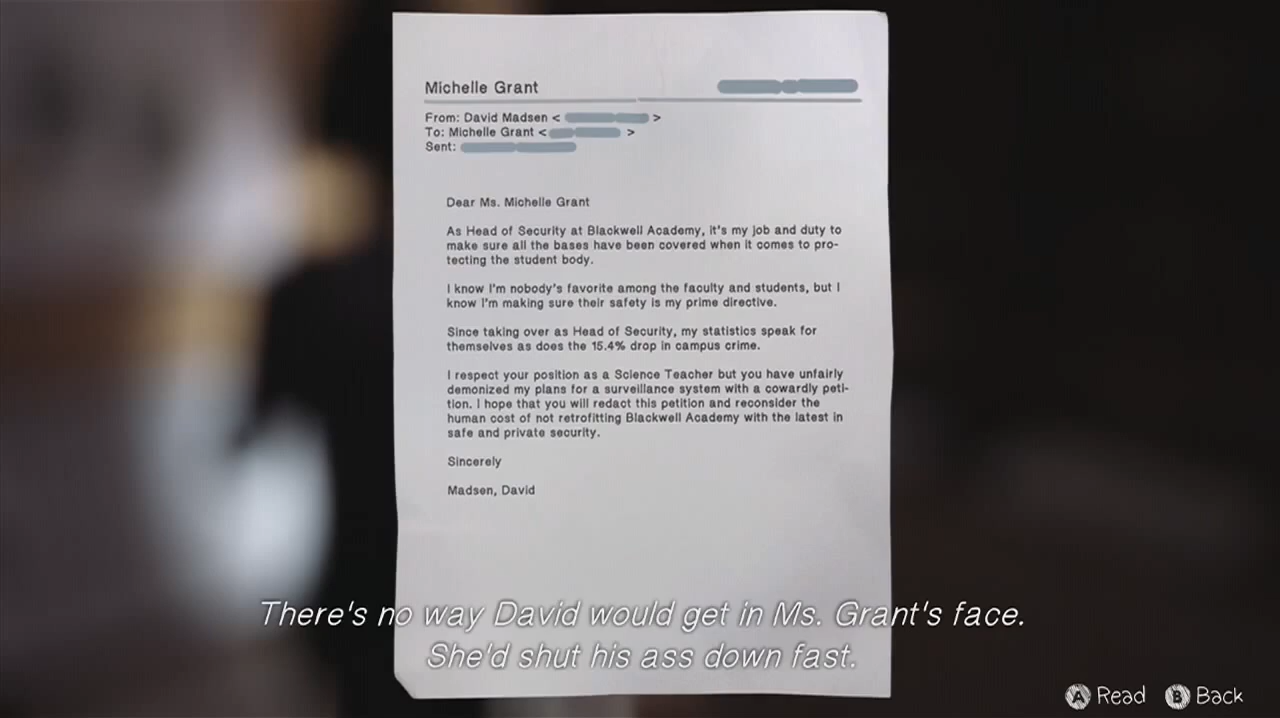 Michelle Grant
From: David Madsen < >
To: Michelle Grant < >
Sent:
Dear Ms. Michelle Grant
As Head of Security at Blackwell Academy, it's my job and duty to
make sure all the bases have been covered when it comes to pro-
tecting the student body.
I know I'm nobody's favorite among the faculty and students, but I
know I'm making sure their safety is my prime directive.
Since taking over as Head of Security, my statistics speak for
themselves as does the 15.4% drop in campus crime.
I respect your position as a Science Teacher but you have unfairly
demonized my plans for a surveillance system with a cowardly peti-
tion. I hope that you will redact this petition and reconsider the
human cost of not retrofitting Blackwell Academy with the latest in
safe and private security.
Sincerely
Madsen, David
There's no way David would get in Ms. Grant's face.
She'd shut his ass down fast.
A Read B Back